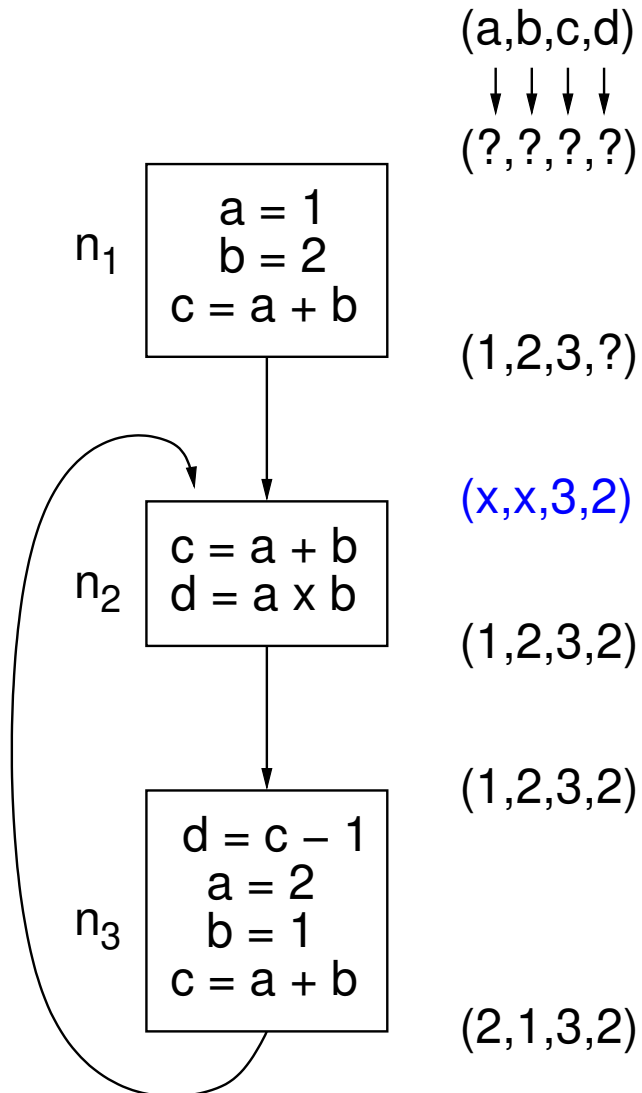 (a,b,c,d)
(?,?,?,?)
n₁
a = 1
b = 2
c = a + b
(1,2,3,?)
(x,x,3,2)
n₂
c = a + b
d = a x b
(1,2,3,2)
(1,2,3,2)
n₃
d = c – 1
a = 2
b = 1
c = a + b
(2,1,3,2)